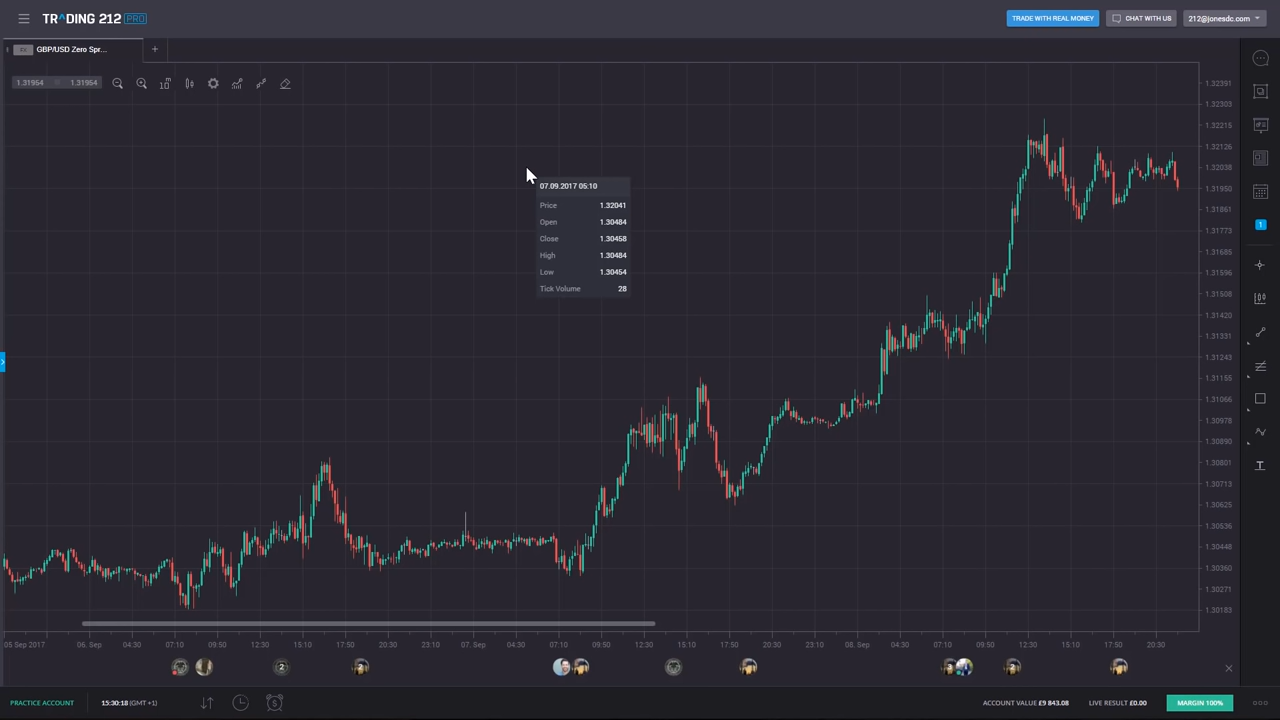 TRADING 212 PRO
TRADE WITH REAL MONEY
CHAT WITH US
212@jonesdc.com
GBP/USD Zero Spr...
+
1.31954 1.31954
10
07.09.2017 05:10
Price 1.32041
Open 1.30484
Close 1.30458
High 1.30484
Low 1.30454
Tick Volume 28
1.32391
1.32303
1.32215
1.32126
1.32038
1.31950
1.31861
1.31773
1.31685
1.31596
1.31508
1.31420
1.31331
1.31243
1.31155
1.31066
1.30978
1.30890
1.30801
1.30713
1.30625
1.30536
1.30448
1.30360
1.30271
1.30183
1
T
05 Sep 2017 06. Sep 04:30 07:10 09:50 12:30 15:10 17:50 20:30 23:10 07. Sep 04:30 07:10 09:50 12:30 15:10 17:50 20:30 08. Sep 04:30 07:10 09:50 12:30 15:10 17:50 20:30
2
PRACTICE ACCOUNT
15:30:18 (GMT +1)
ACCOUNT VALUE £9 843.08
LIVE RESULT £0.00
MARGIN 100%